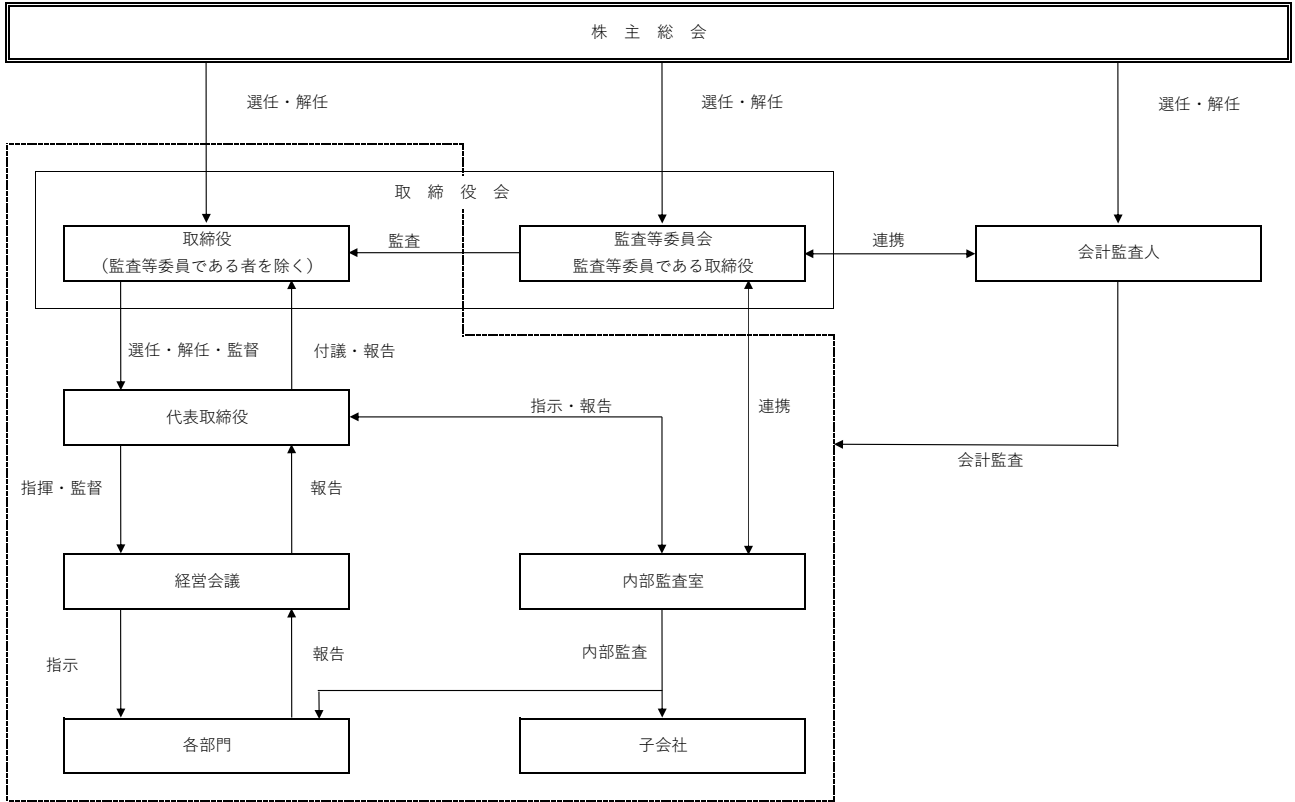 株 主 総 会
選任・解任
選任・解任
選任・解任
取 締 役 会
取締役
（監査等委員である者を除く）
監査
監査等委員会
監査等委員である取締役
連携
会計監査人
選任・解任・監督
付議・報告
代表取締役
指示・報告
連携
会計監査
指揮・監督
報告
経営会議
内部監査室
指示
報告
内部監査
各部門
子会社